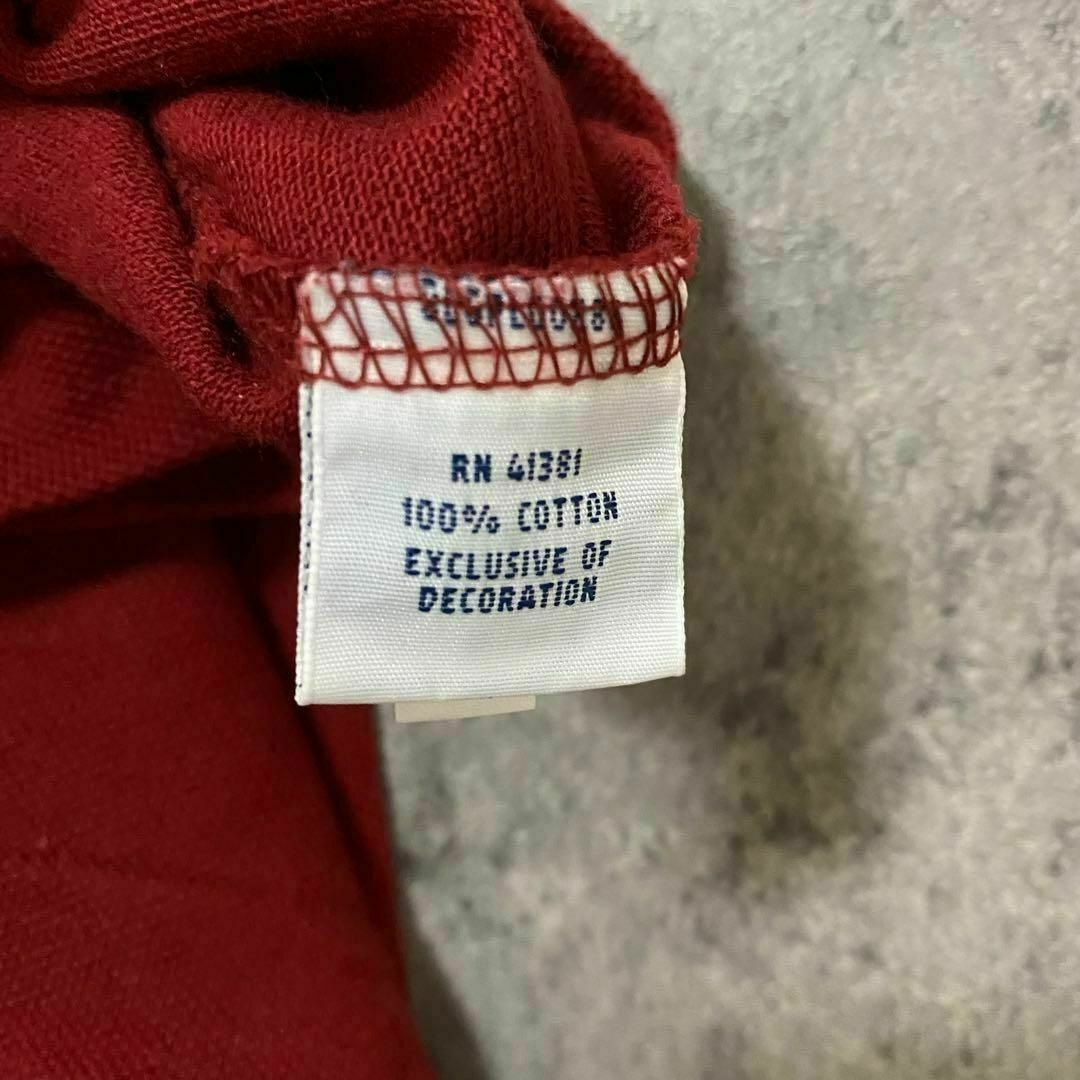 RN 41381
100% COTTON
EXCLUSIVE OF
DECORATION